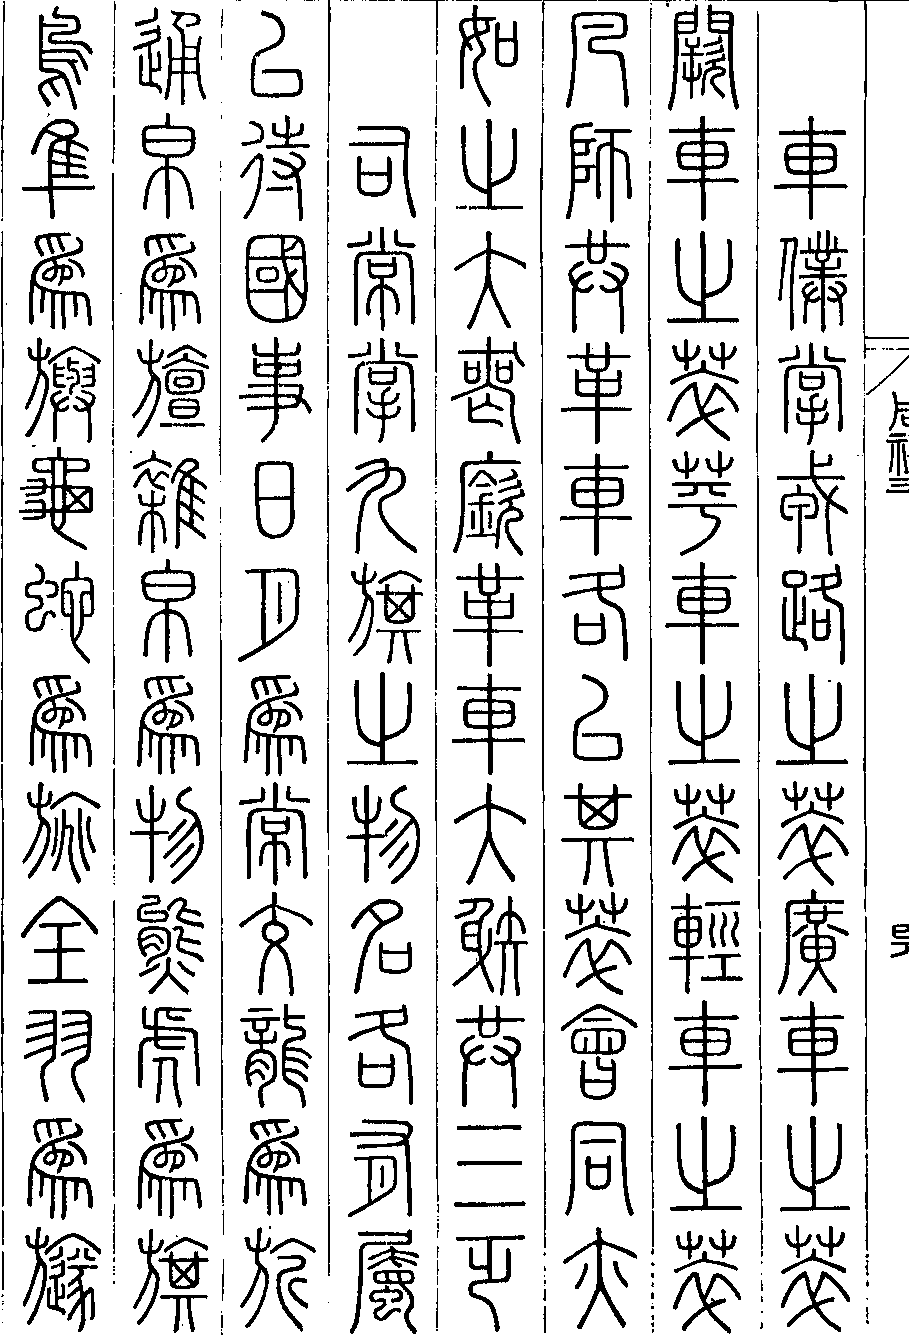 車僕掌戎路之萃廣車之萃
闕車之萃苹車之萃輕車之萃
凡師共革車各以其萃會同亦
如之大喪廞革車大射共三乏
司常掌九旗之物名各有屬
以待國事日月爲常交龍爲旂
通帛爲旜雜帛爲物熊虎爲旗
鳥隼爲旟龜蛇爲旐全羽爲旞